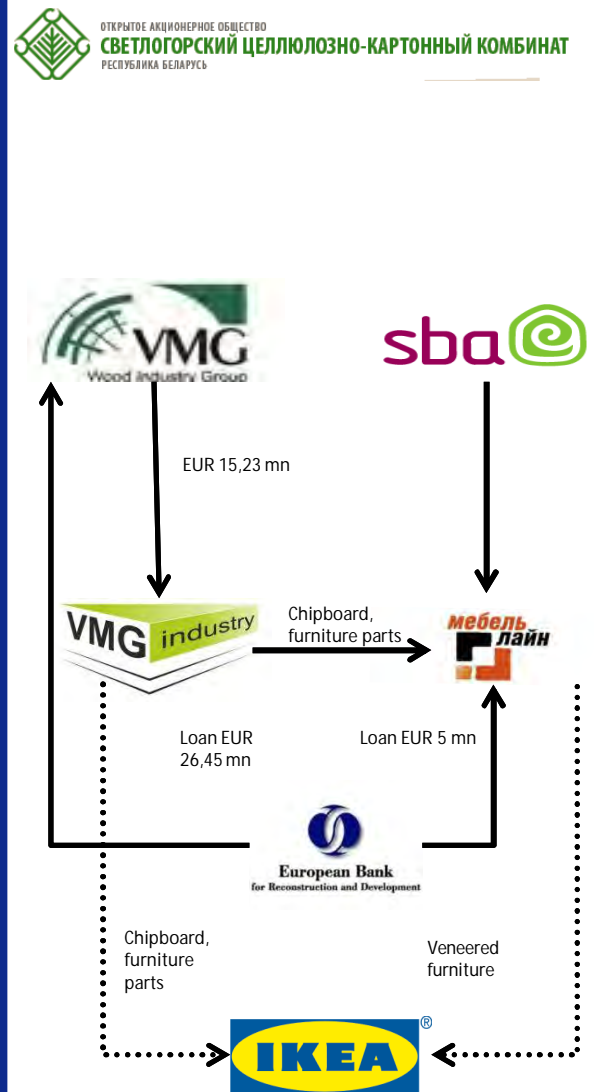 ОТКРЫТОЕ АКЦИОНЕРНОЕ ОБЩЕСТВО
СВЕТЛОГОРСКИЙ ЦЕЛЛЮЛОЗНО-КАРТОННЫЙ КОМБИНАТ
РЕСПУБЛИКА БЕЛАРУСЬ
VMG
Wood Industry Group
sba
EUR 15,23 mn
VMG industry
Chipboard,
furniture parts
мебель
лайн
Loan EUR
26,45 mn
Loan EUR 5 mn
European Bank
for Reconstruction and Development
Chipboard,
furniture
parts
Veneered
furniture
IKEA®